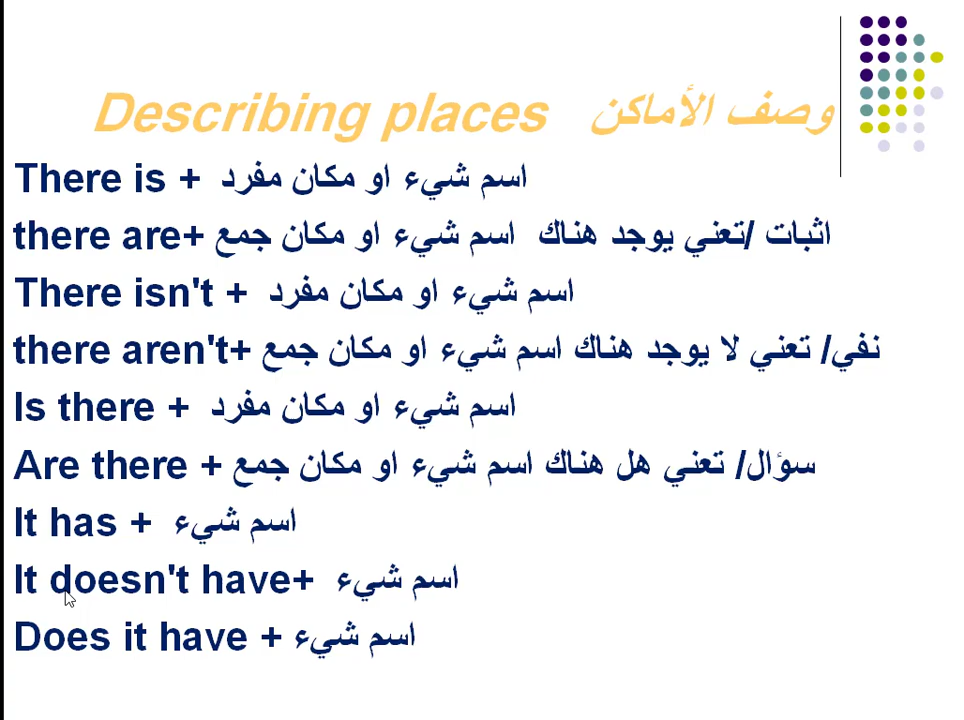 Describing places وصف الأماكن
There is + اسم شيء او مكان مفرد
there are+ اسم شيء او مكان جمع اثبات /تعني يوجد هناك
There isn't + اسم شيء او مكان مفرد
there aren't+ نفي/ تعني لا يوجد هناك اسم شيء او مكان جمع
Is there + اسم شيء او مكان مفرد
Are there + سؤال/ تعني هل هناك اسم شيء او مكان جمع
It has + اسم شيء
It doesn't have+ اسم شيء
Does it have + اسم شيء